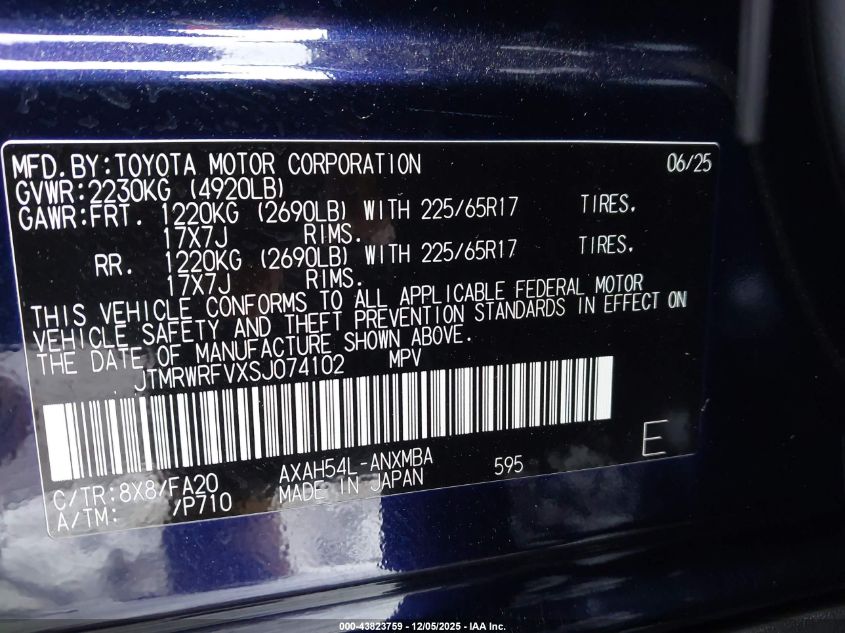 MFD.BY:TOYOTA MOTOR CORPORATION 06/25
GVWR:2230KG (4920LB)
GAWR:FRT. 1220KG (2690LB) WITH 225/65R17 TIRES.
17X7J RIMS.
RR. 1220KG (2690LB) WITH 225/65R17 TIRES.
17X7J RIMS.
THIS VEHICLE CONFORMS TO ALL APPLICABLE FEDERAL MOTOR
VEHICLE SAFETY AND THEFT PREVENTION STANDARDS IN EFFECT ON
THE DATE OF MANUFACTURE SHOWN ABOVE.
JTMRWRFVXSJ074102 MPV
E
C/TR:8X8/FA20 AXAH54L-ANXMBA 595
A/TM: /P710 MADE IN JAPAN
000-43823759 - 12/05/2025 - IAA Inc.